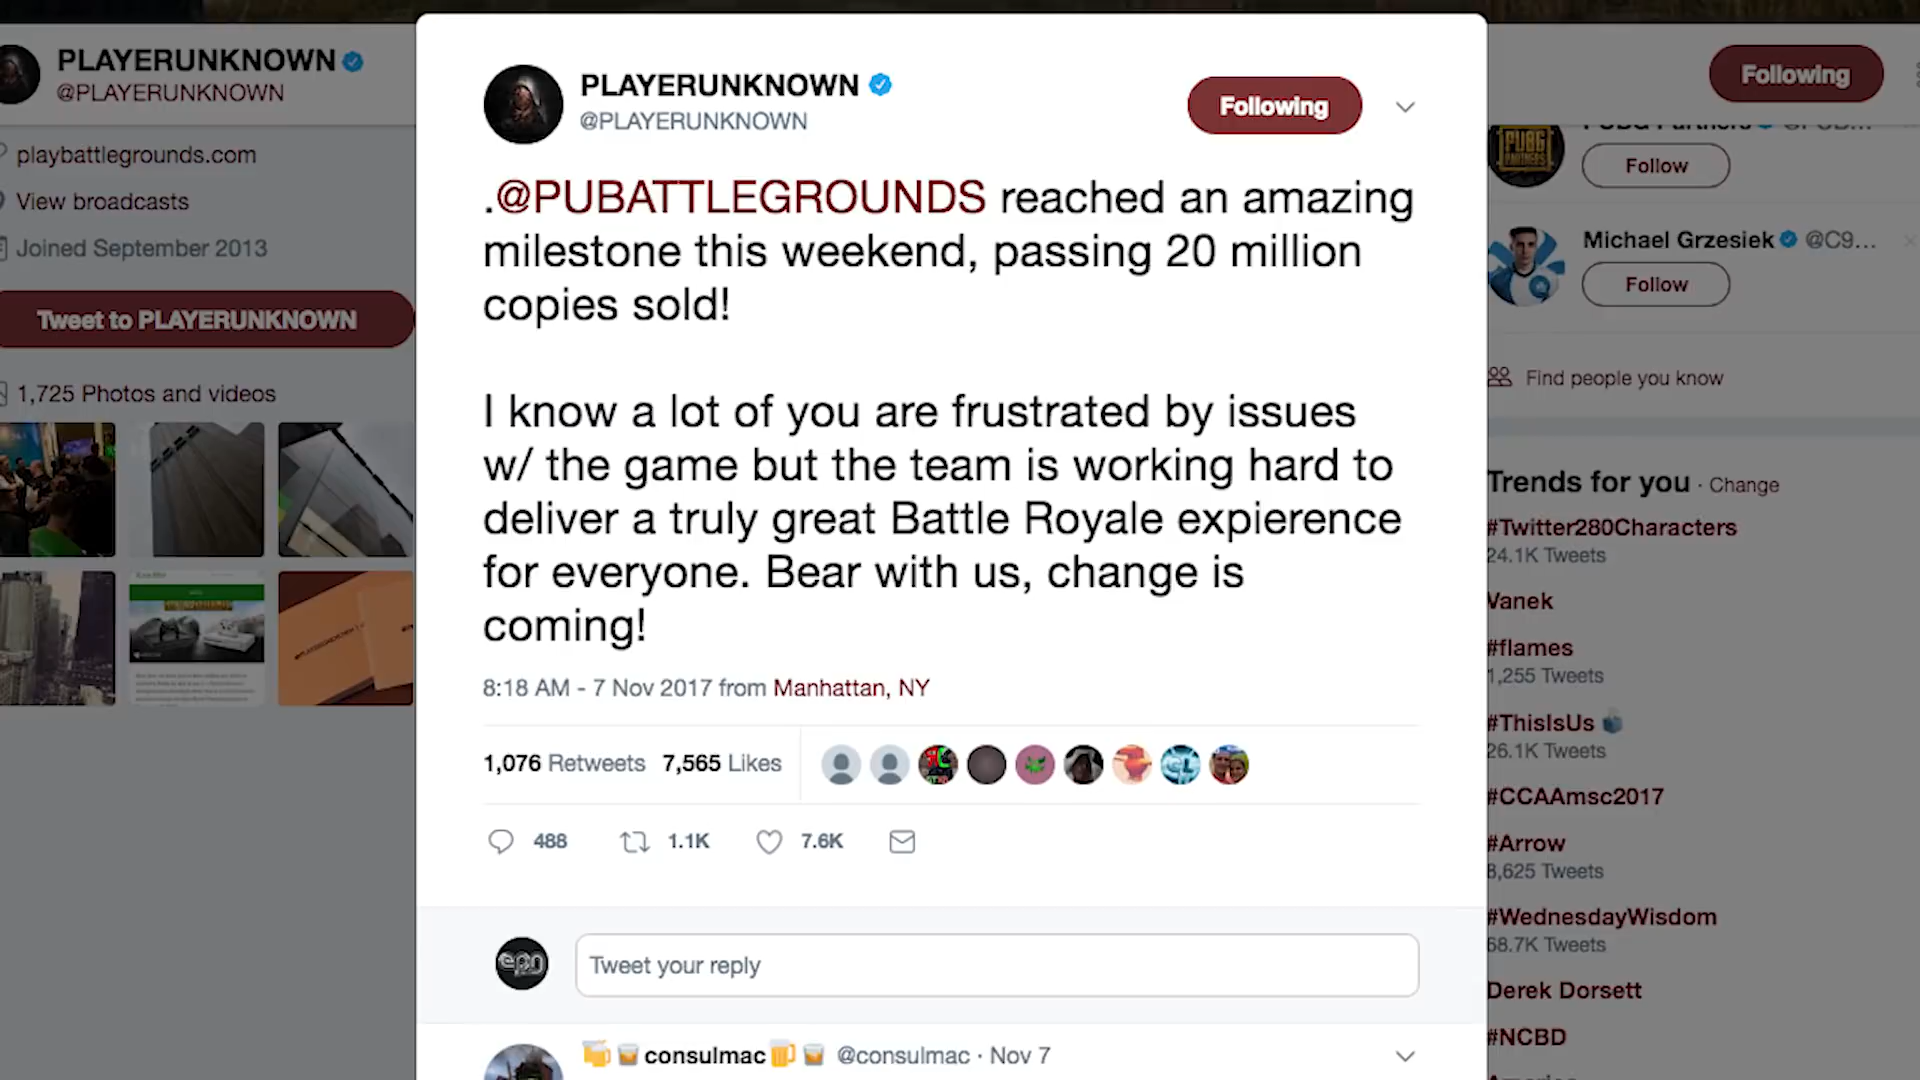 PLAYERUNKNOWN
@PLAYERUNKNOWN
playbattlegrounds.com
View broadcasts
Joined September 2013
Tweet to PLAYERUNKNOWN
1,725 Photos and videos
PLAYERUNKNOWN
@PLAYERUNKNOWN
Following
.@PUBATTLEGROUNDS reached an amazing
milestone this weekend, passing 20 million
copies sold!
I know a lot of you are frustrated by issues
w/ the game but the team is working hard to
deliver a truly great Battle Royale expierence
for everyone. Bear with us, change is
coming!
8:18 AM - 7 Nov 2017 from Manhattan, NY
1,076 Retweets 7,565 Likes
488 1.1K 7.6K
Tweet your reply
consulmac @consulmac · Nov 7
Following
PUBG Partners
Follow
Michael Grzesiek @C9...
Follow
Find people you know
Trends for you · Change
#Twitter280Characters
24.1K Tweets
Vanek
#flames
1,255 Tweets
#ThisIsUs
26.1K Tweets
#CCAAmsc2017
#Arrow
8,625 Tweets
#WednesdayWisdom
68.7K Tweets
Derek Dorsett
#NCBD